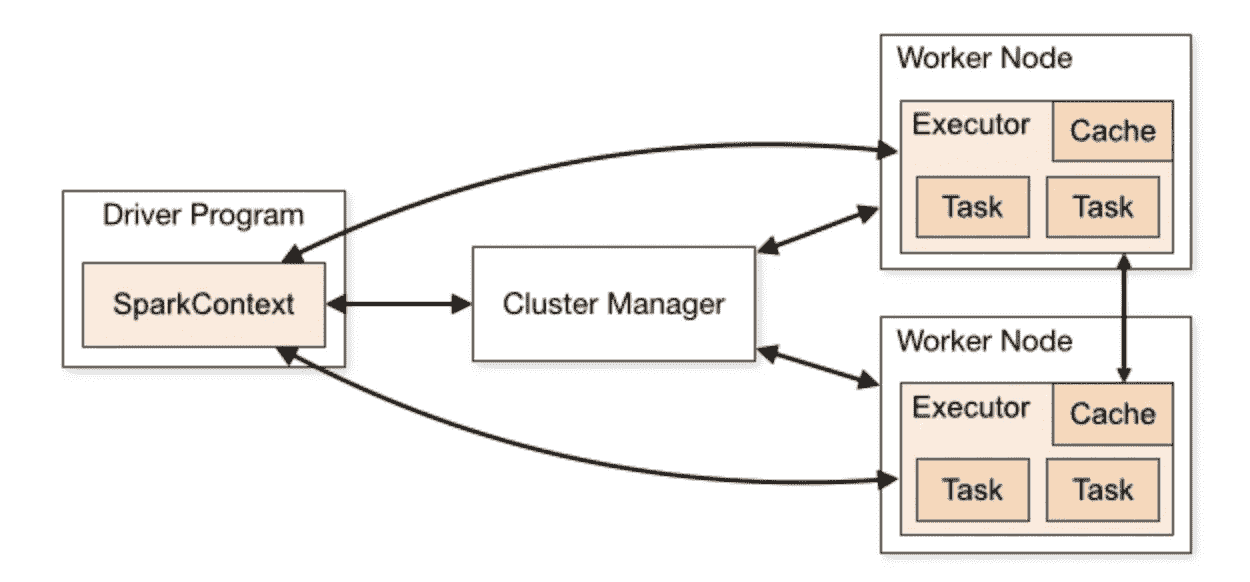 Driver Program
SparkContext
Cluster Manager
Worker Node
Executor
Cache
Task
Task
Worker Node
Executor
Cache
Task
Task